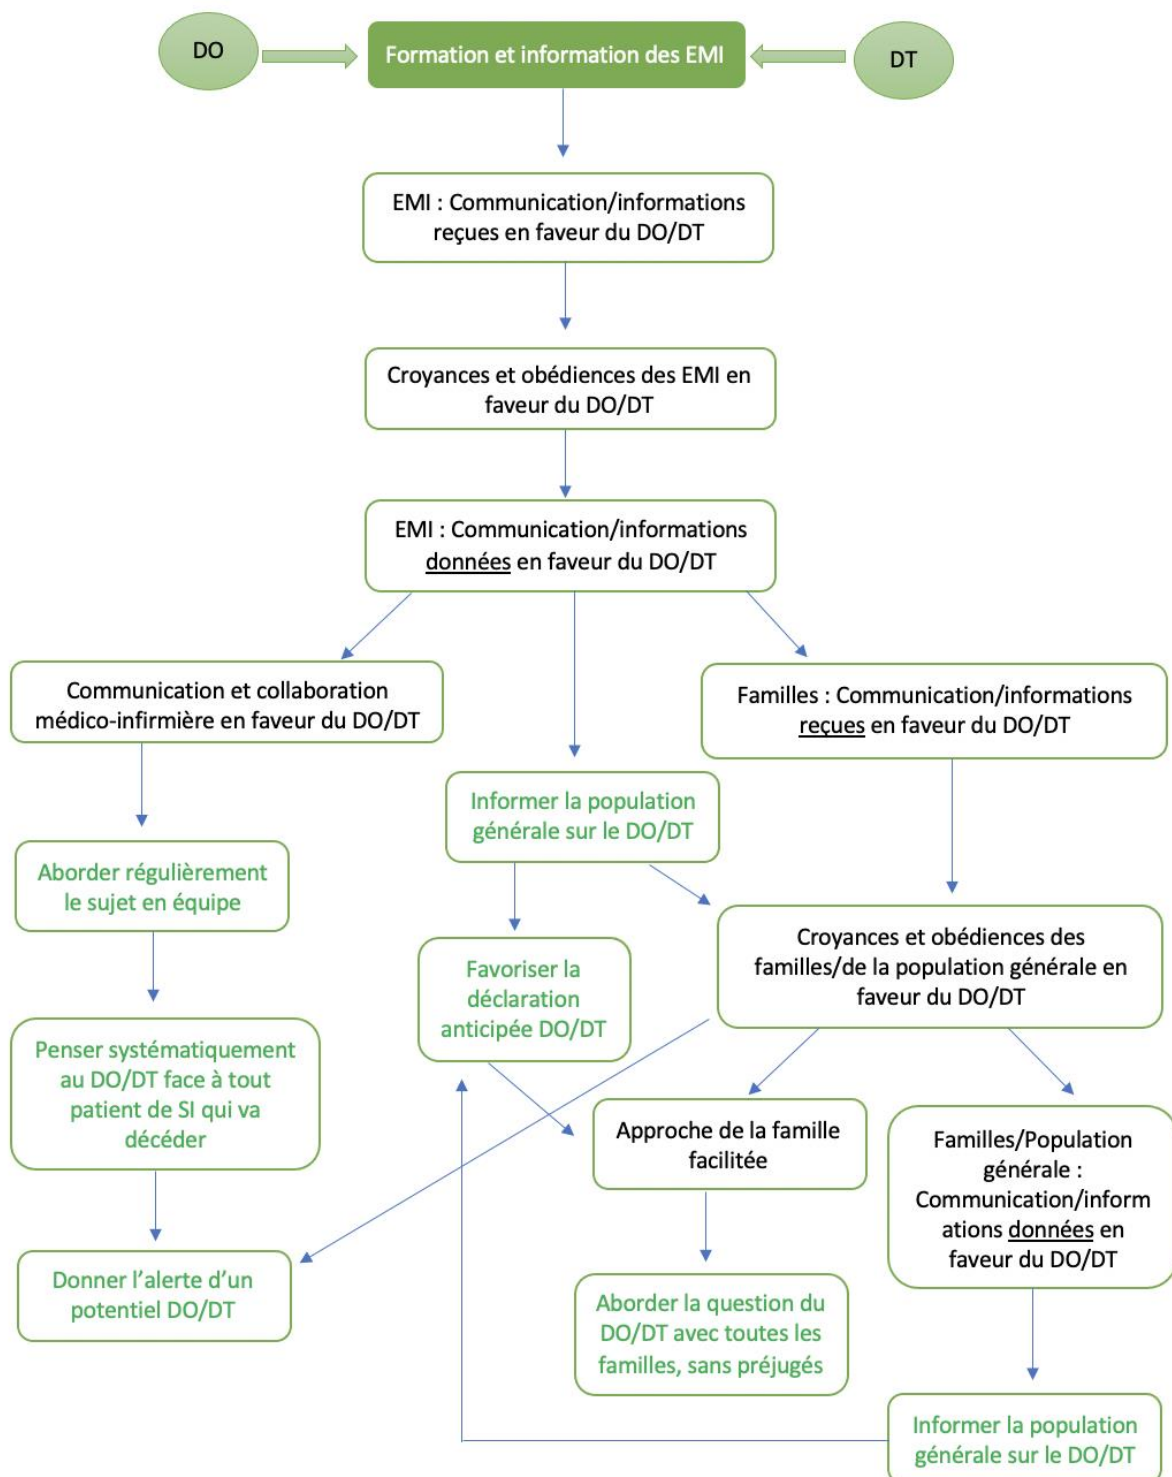 DO
Formation et information des EMI
DT
EMI : Communication/informations
reçues en faveur du DO/DT
Croyances et obédiences des EMI en
faveur du DO/DT
EMI : Communication/informations
données en faveur du DO/DT
Communication et collaboration
médico-infirmière en faveur du DO/DT
Familles : Communication/informations
reçues en faveur du DO/DT
Informer la population
générale sur le DO/DT
Aborder régulièrement
le sujet en équipe
Favoriser la
déclaration
anticipée DO/DT
Croyances et obédiences des
familles/de la population générale en
faveur du DO/DT
Penser systématiquement
au DO/DT face à tout
patient de SI qui va
décéder
Approche de la famille
facilitée
Familles/Population
générale :
Communication/inform
ations données en
faveur du DO/DT
Donner l’alerte d’un
potentiel DO/DT
Aborder la question du
DO/DT avec toutes les
familles, sans préjugés
Informer la population
générale sur le DO/DT